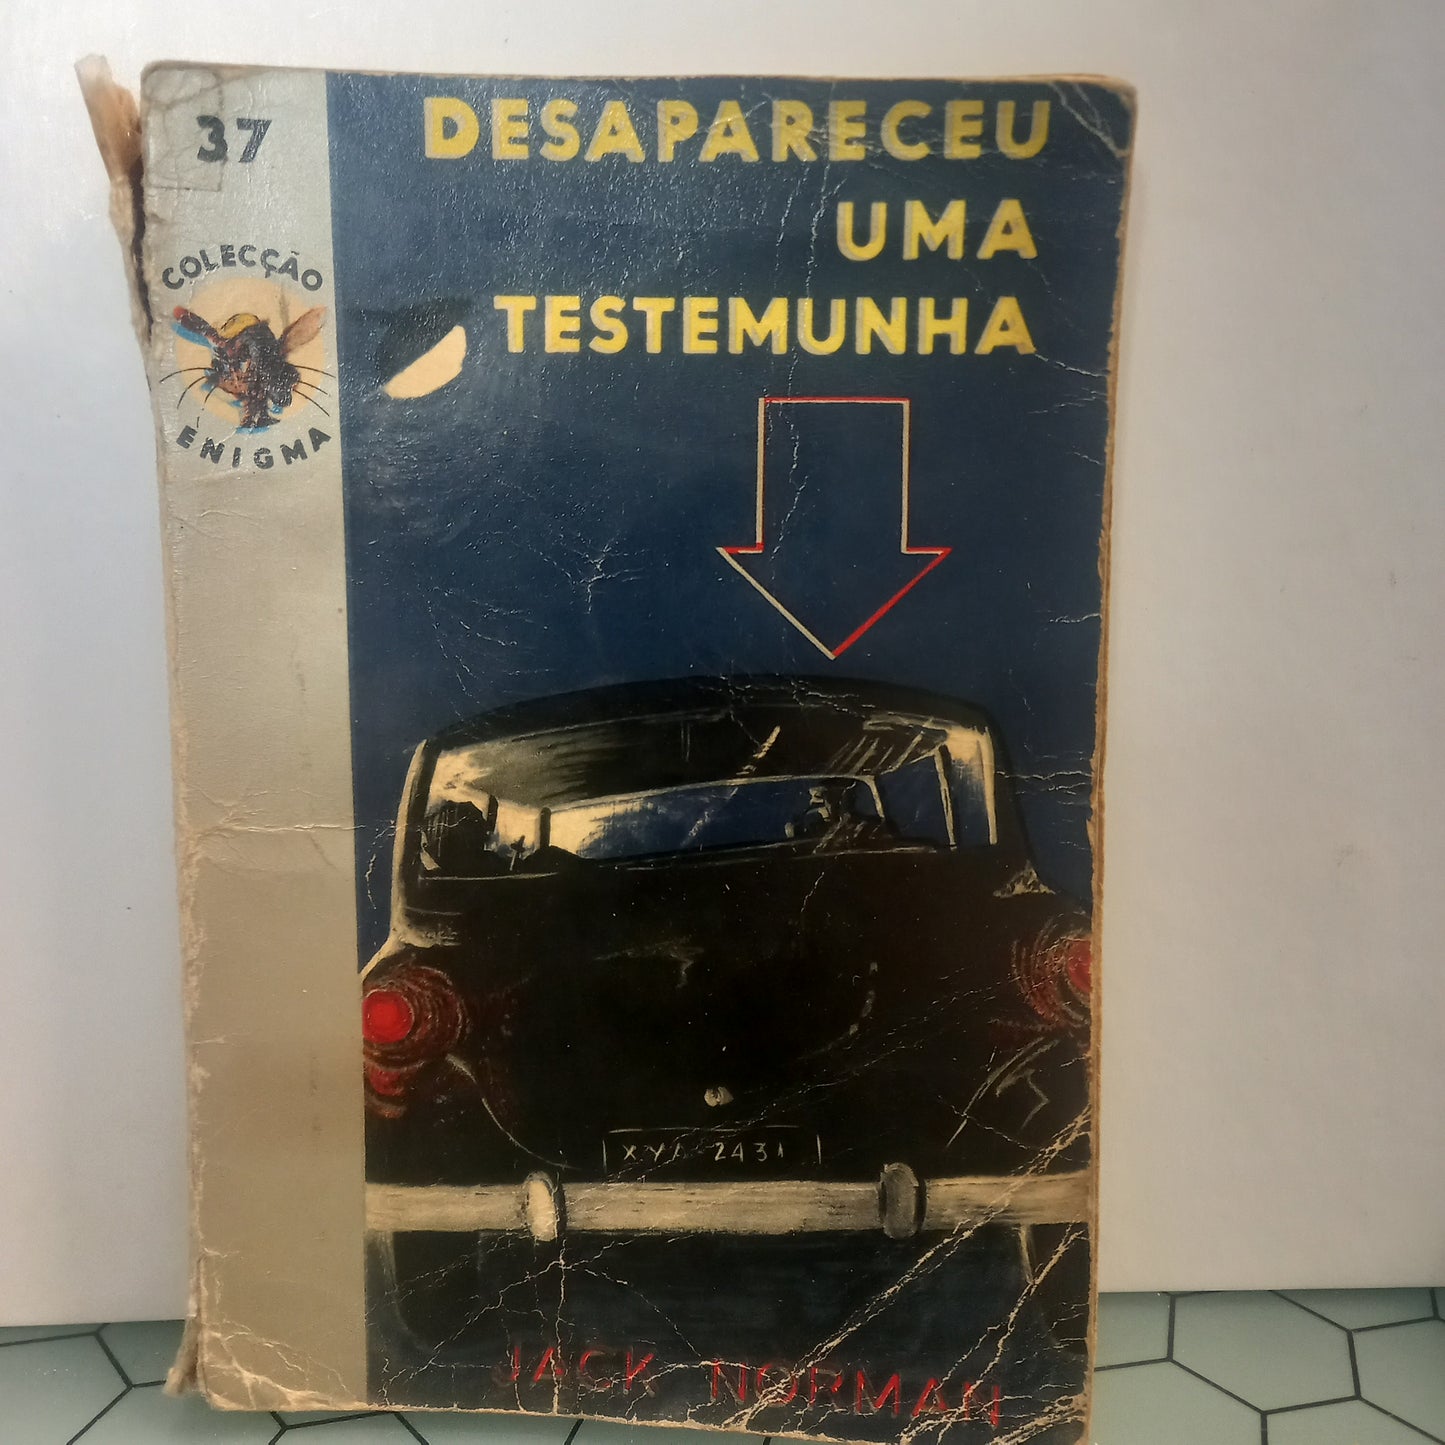 37
COLECÇÃO
ENIGMA
DESAPARECEU
UMA
TESTEMUNHA
XYA 2431
JACK NORMAN